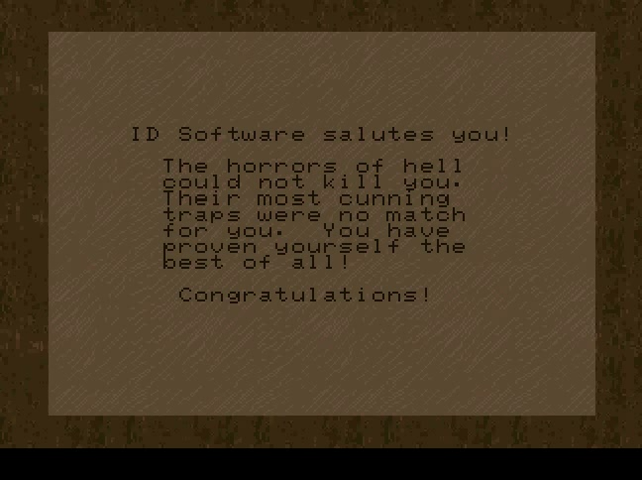 ID Software salutes you!
The horrors of hell
could not kill you.
Their most cunning
traps were no match
for you.  You have
proven yourself the
best of all!
Congratulations!